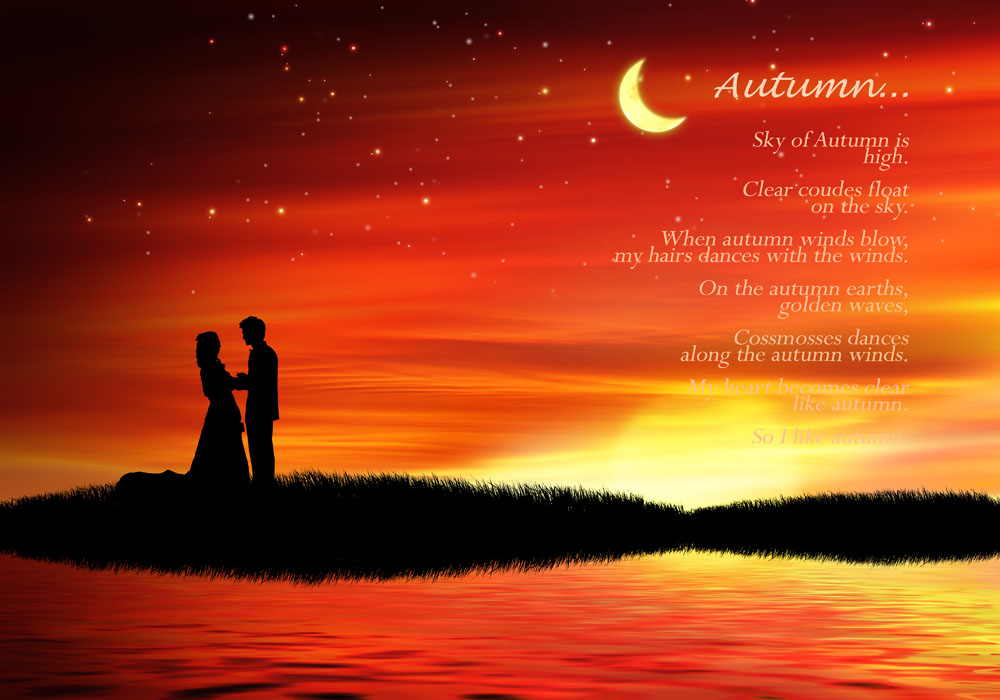 Autumn...
Sky of Autumn is
high.
Clear coudes float
on the sky.
When autumn winds blow,
my hairs dances with the winds.
On the autumn earths,
golden waves,
Cossmosses dances
along the autumn winds.
My heart becomes clear
like autumn.
So I like autumn.